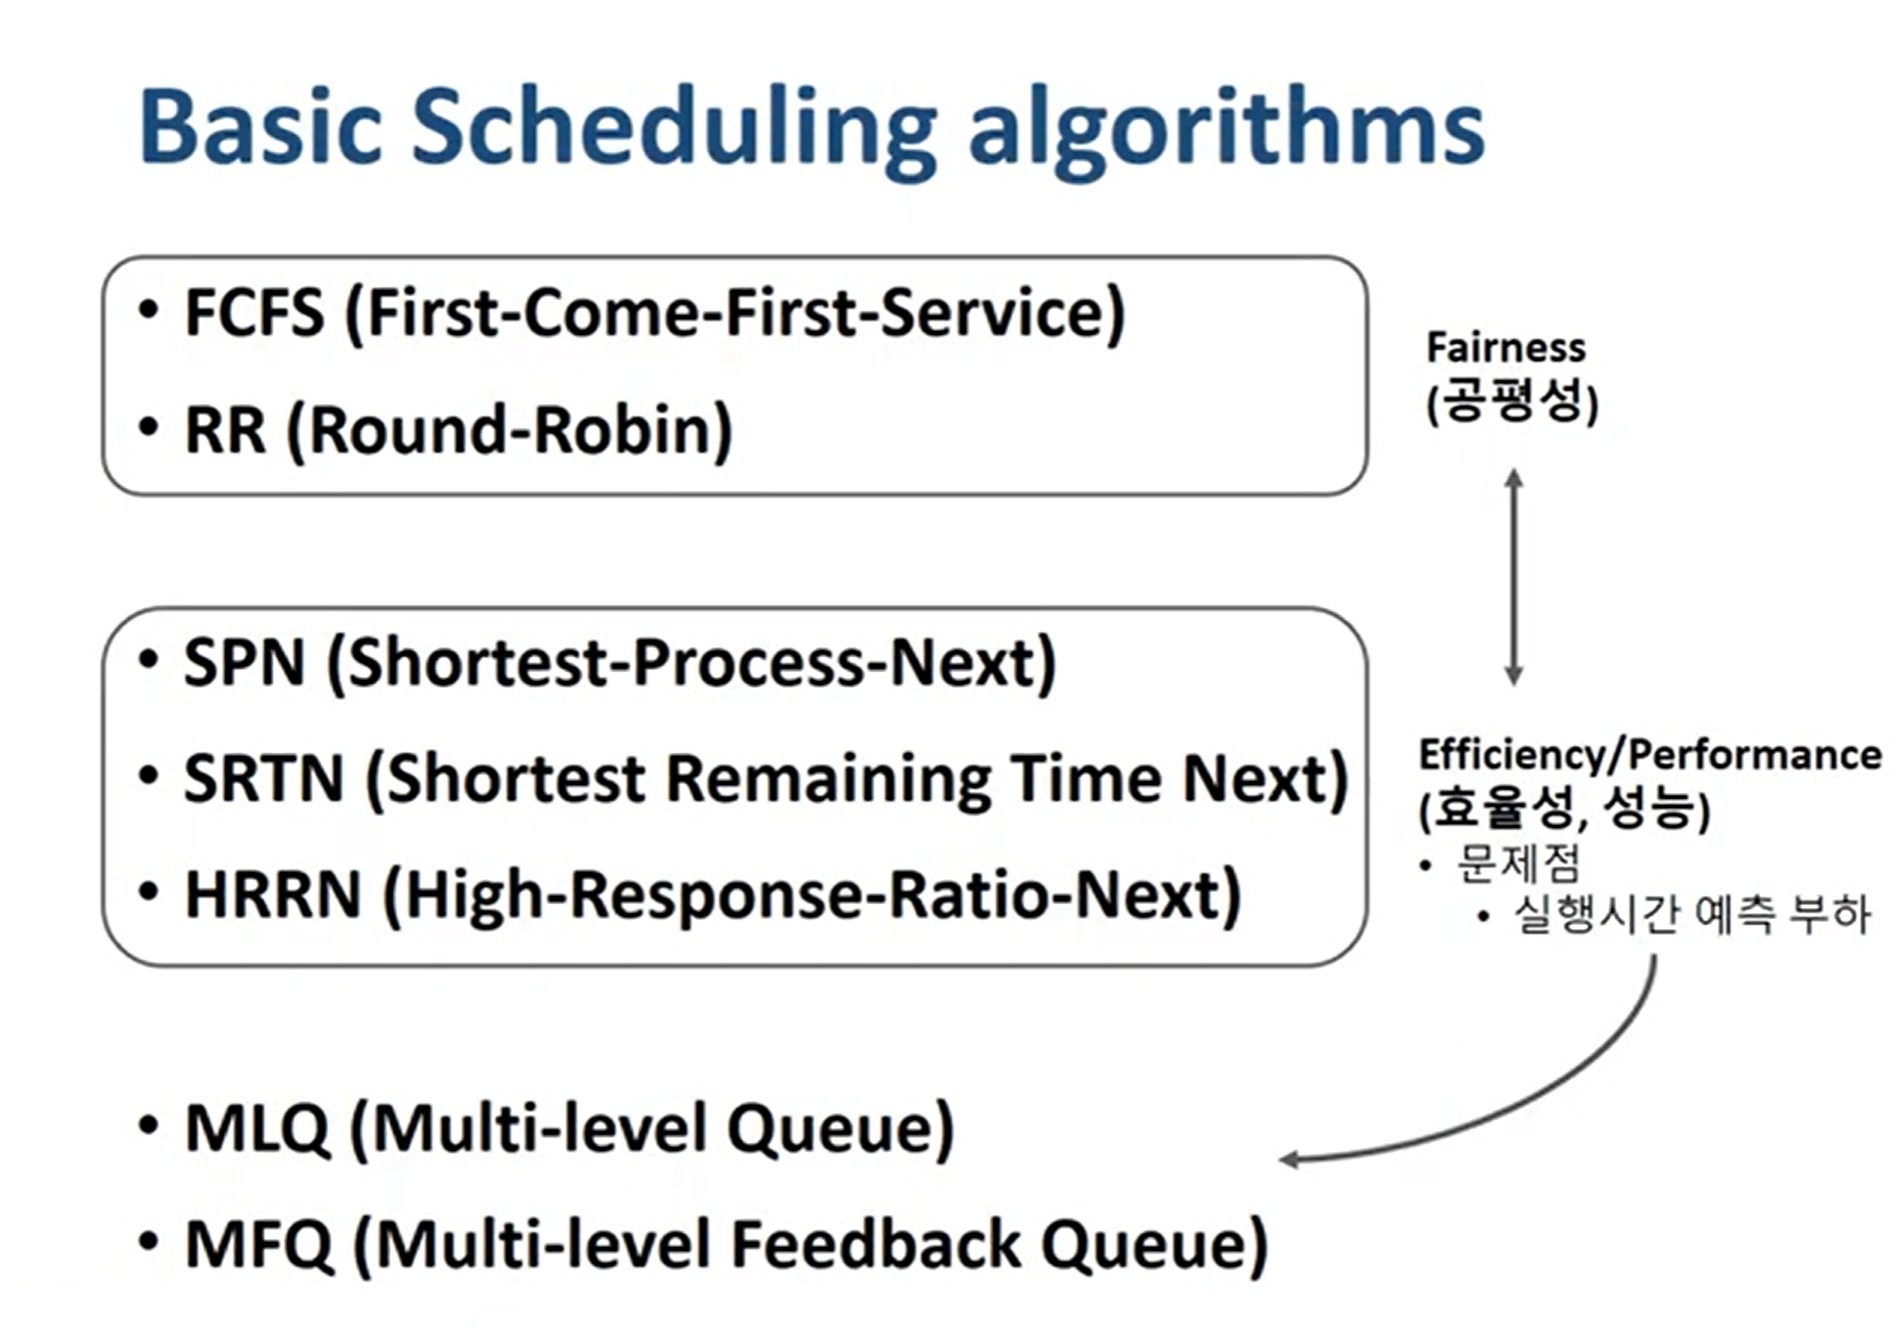 Basic Scheduling algorithms
• FCFS (First-Come-First-Service)
• RR (Round-Robin)
Fairness
(공평성)
• SPN (Shortest-Process-Next)
• SRTN (Shortest Remaining Time Next)
• HRRN (High-Response-Ratio-Next)
Efficiency/Performance
(효율성, 성능)
• 문제점
• 실행시간 예측 부하
• MLQ (Multi-level Queue)
• MFQ (Multi-level Feedback Queue)